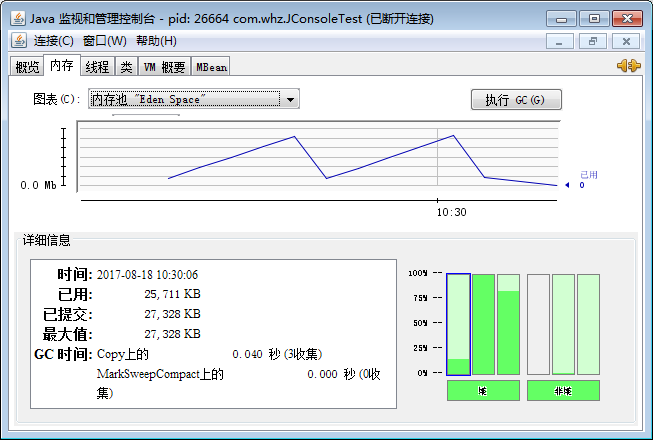 Java 监视和管理控制台 - pid: 26664 com.whz.JConsoleTest (已断开连接)
连接(C) 窗口(W) 帮助(H)
概览 内存 线程 类 VM 概要 MBean
图表(C): 内存池 "Eden Space" 执行 GC(G)
0.0 Mb
已用
0
10:30
详细信息
时间: 2017-08-18 10:30:06
已用: 25,711 KB
已提交: 27,328 KB
最大值: 27,328 KB
GC 时间: Copy上的 0.040 秒 (3收集)
MarkSweepCompact上的 0.000 秒 (0收
集)
100%
75%
50%
25%
0%
堆 非堆